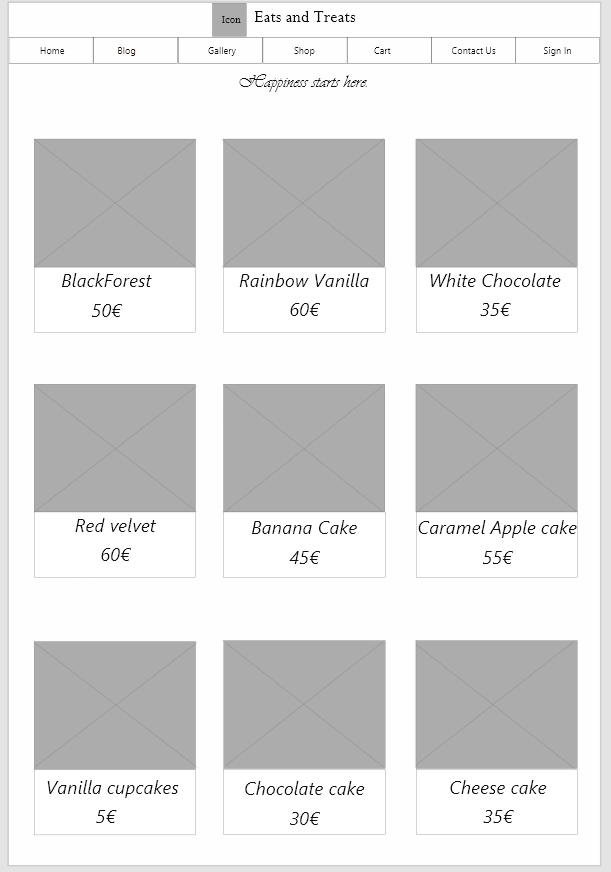 Icon Eats and Treats
Home Blog Gallery Shop Cart Contact Us Sign In
Happiness starts here.
BlackForest Rainbow Vanilla White Chocolate
50€ 60€ 35€
Red velvet Banana Cake Caramel Apple cake
60€ 45€ 55€
Vanilla cupcakes Chocolate cake Cheese cake
5€ 30€ 35€